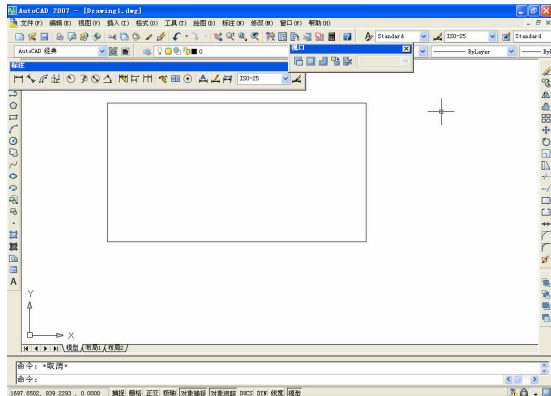 AutoCAD 2007 - [Drawing1.dwg]
文件(F) 编辑(E) 视图(V) 插入(I) 格式(O) 工具(T) 绘图(D) 标注(N) 修改(M) 窗口(W) 帮助(H)
Standard ISO-25 Standard
AutoCAD 经典 0 视口 ByLayer
标注
ISO-25
Y
X
模型 布局1 布局2
命令: *取消*
命令:
1697.6502, 939.2293 , 0.0000 捕捉 栅格 正交 极轴 对象捕捉 对象追踪 DUCS DYN 线宽 模型